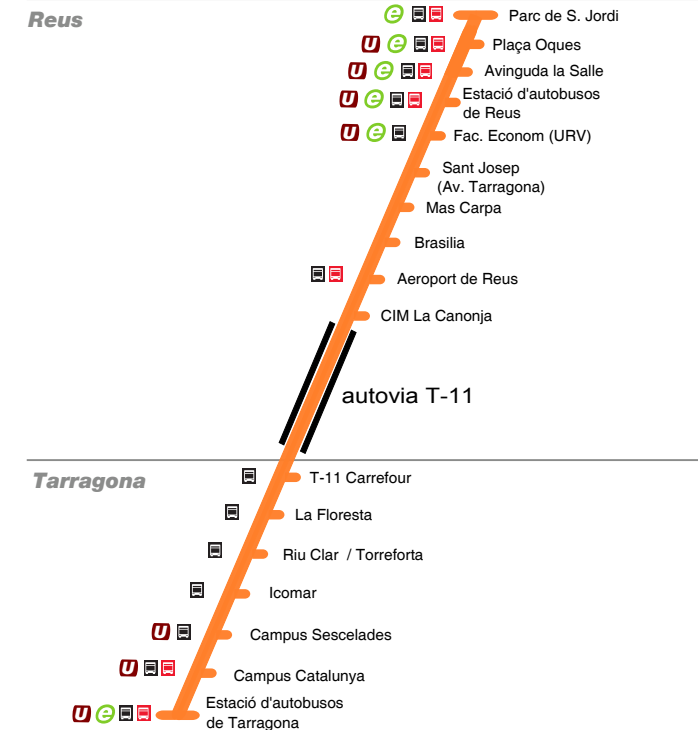 Reus
e Parc de S. Jordi
u e Plaça Oques
u e Avinguda la Salle
u e Estació d'autobusos
de Reus
u e Fac. Econom (URV)
Sant Josep
(Av. Tarragona)
Mas Carpa
Brasilia
Aeroport de Reus
CIM La Canonja
autovia T-11
Tarragona
T-11 Carrefour
La Floresta
Riu Clar / Torreforta
Icomar
u Campus Sescelades
u Campus Catalunya
u e Estació d'autobusos
de Tarragona